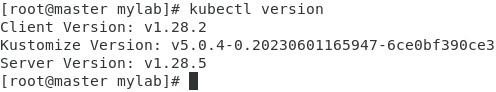 [root@master mylab]# kubectl version
Client Version: v1.28.2
Kustomize Version: v5.0.4-0.20230601165947-6ce0bf390ce3
Server Version: v1.28.5
[root@master mylab]#